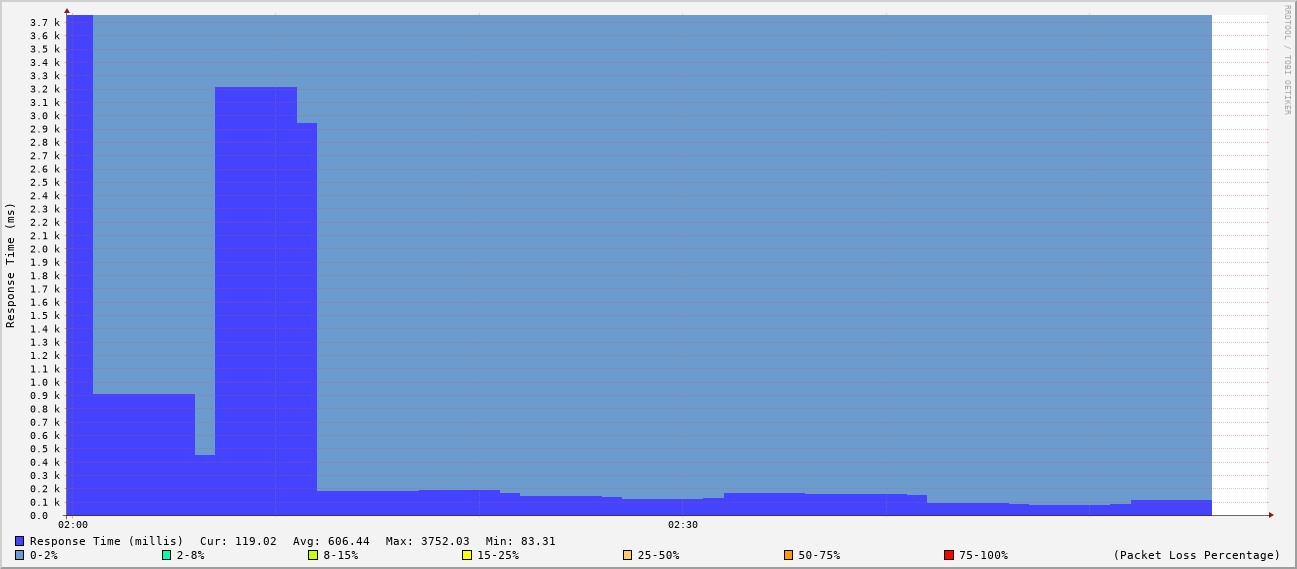 RRDTOOL / TOBI OETIKER
Response Time (ms)
3.7 k
3.6 k
3.5 k
3.4 k
3.3 k
3.2 k
3.1 k
3.0 k
2.9 k
2.8 k
2.7 k
2.6 k
2.5 k
2.4 k
2.3 k
2.2 k
2.1 k
2.0 k
1.9 k
1.8 k
1.7 k
1.6 k
1.5 k
1.4 k
1.3 k
1.2 k
1.1 k
1.0 k
0.9 k
0.8 k
0.7 k
0.6 k
0.5 k
0.4 k
0.3 k
0.2 k
0.1 k
0.0
02:00 02:30
Response Time (millis) Cur: 119.02 Avg: 606.44 Max: 3752.03 Min: 83.31
0-2% 2-8% 8-15% 15-25% 25-50% 50-75% 75-100% (Packet Loss Percentage)